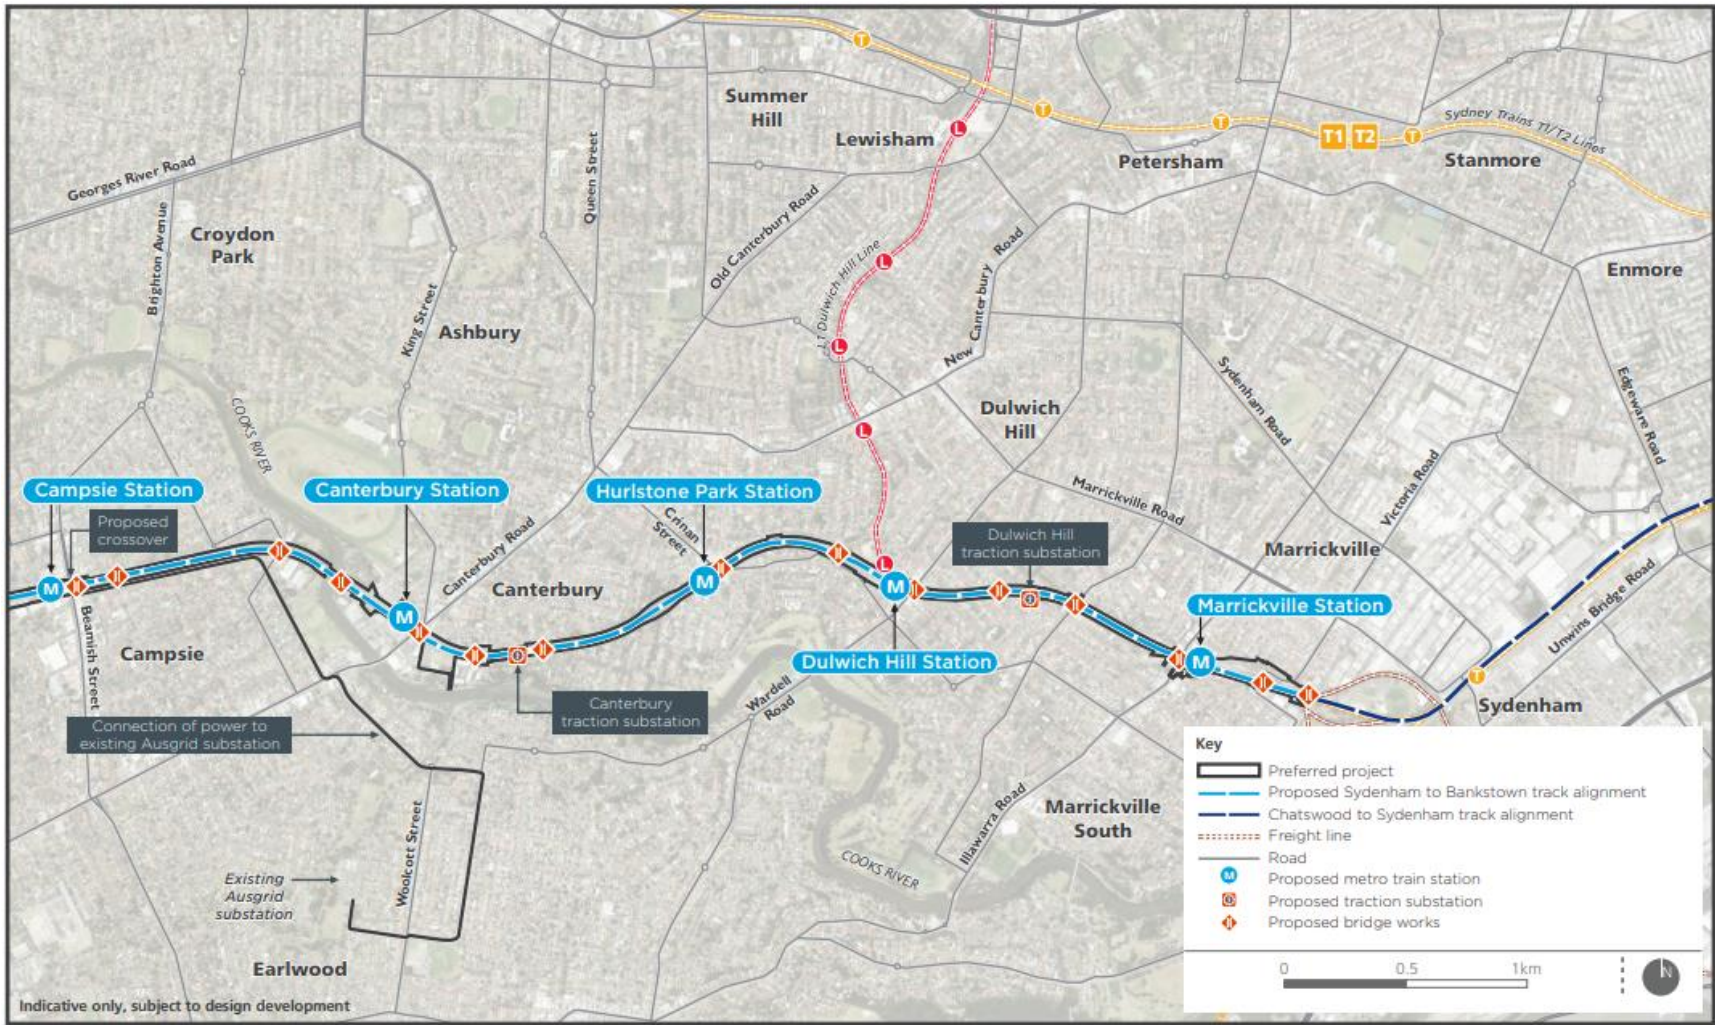 T
T
T
T
T1 T2
T
Sydney Trains T1/T2 Lines
Summer
Hill
Lewisham
L
Petersham
Stanmore
Georges River Road
Queen Street
Old Canterbury Road
Croydon
Park
Brighton Avenue
L1 Dulwich Hill Line
L
New Canterbury Road
Enmore
King Street
Ashbury
L
Sydenham Road
Edgeware Road
COOKS RIVER
Dulwich
Hill
L
Victoria Road
Campsie Station
Canterbury Station
Hurlstone Park Station
Marrickville Road
Proposed
crossover
Canterbury Road
Crinan
Street
Dulwich Hill
traction substation
Marrickville
L
M
M
M
M
Canterbury
Marrickville Station
Unwins Bridge Road
Beamish Street
Campsie
Dulwich Hill Station
M
T
Sydenham
Wardell
Road
Canterbury
traction substation
Connection of power to
existing Ausgrid substation
Woolcott Street
Illawarra Road
Marrickville
South
COOKS RIVER
Existing
Ausgrid
substation
Earlwood
Indicative only, subject to design development
Key
Preferred project
Proposed Sydenham to Bankstown track alignment
Chatswood to Sydenham track alignment
Freight line
Road
M Proposed metro train station
Proposed traction substation
Proposed bridge works
0 0.5 1km
N